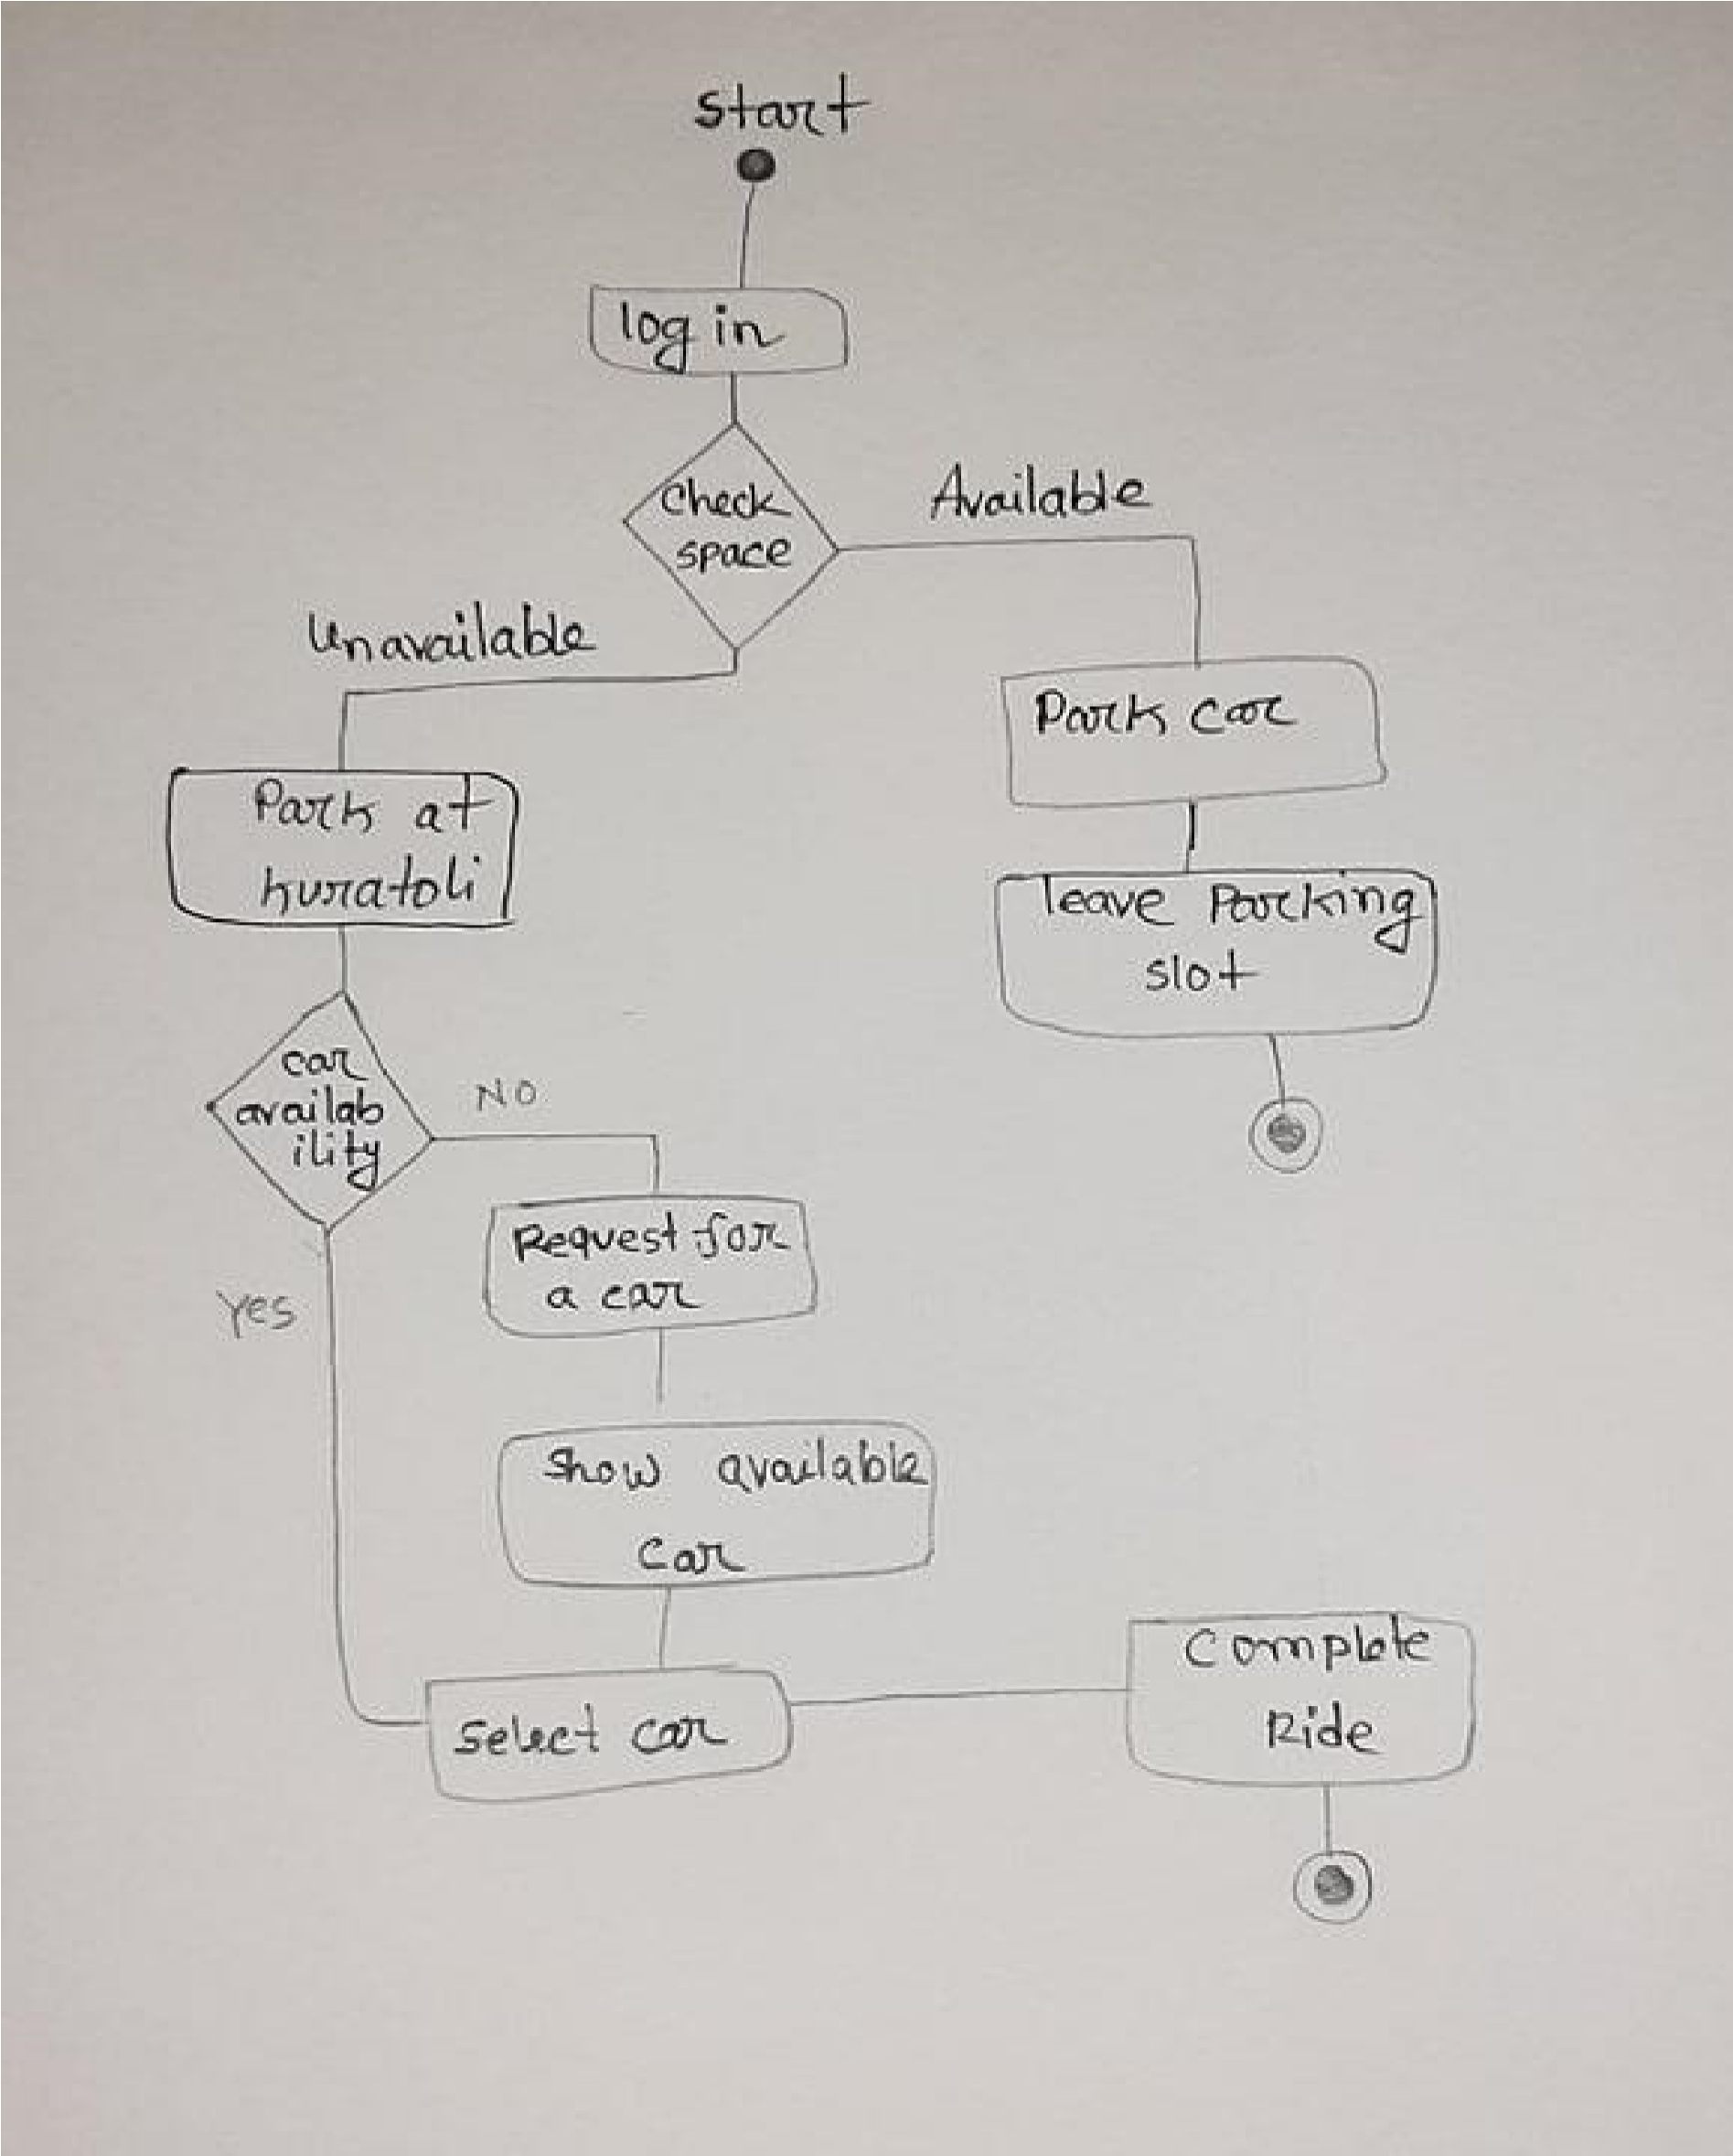 start
log in
Check
space
Available
Unavailable
Park car
Park at
kuratoli
leave Parking
slot
car
availab
ility
NO
Request for
a car
Yes
Show available
Car
Select car
Complete
Ride